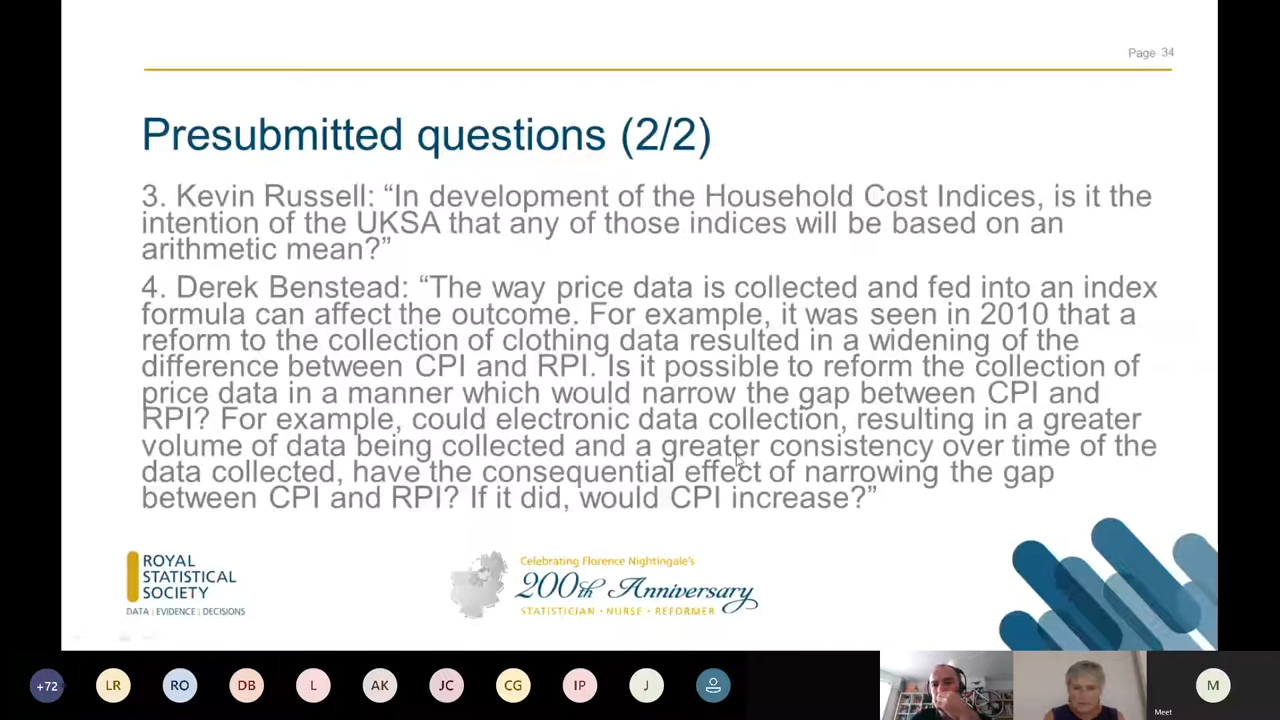 Page 34
Presubmitted questions (2/2)
3. Kevin Russell: “In development of the Household Cost Indices, is it the
intention of the UKSA that any of those indices will be based on an
arithmetic mean?”
4. Derek Benstead: “The way price data is collected and fed into an index
formula can affect the outcome. For example, it was seen in 2010 that a
reform to the collection of clothing data resulted in a widening of the
difference between CPI and RPI. Is it possible to reform the collection of
price data in a manner which would narrow the gap between CPI and
RPI? For example, could electronic data collection, resulting in a greater
volume of data being collected and a greater consistency over time of the
data collected, have the consequential effect of narrowing the gap
between CPI and RPI? If it did, would CPI increase?”
ROYAL
STATISTICAL
SOCIETY
DATA | EVIDENCE | DECISIONS
Celebrating Florence Nightingale's
200th Anniversary
STATISTICIAN • NURSE • REFORMER
+72
LR
RO
DB
L
AK
JC
CG
IP
J
M
Meet